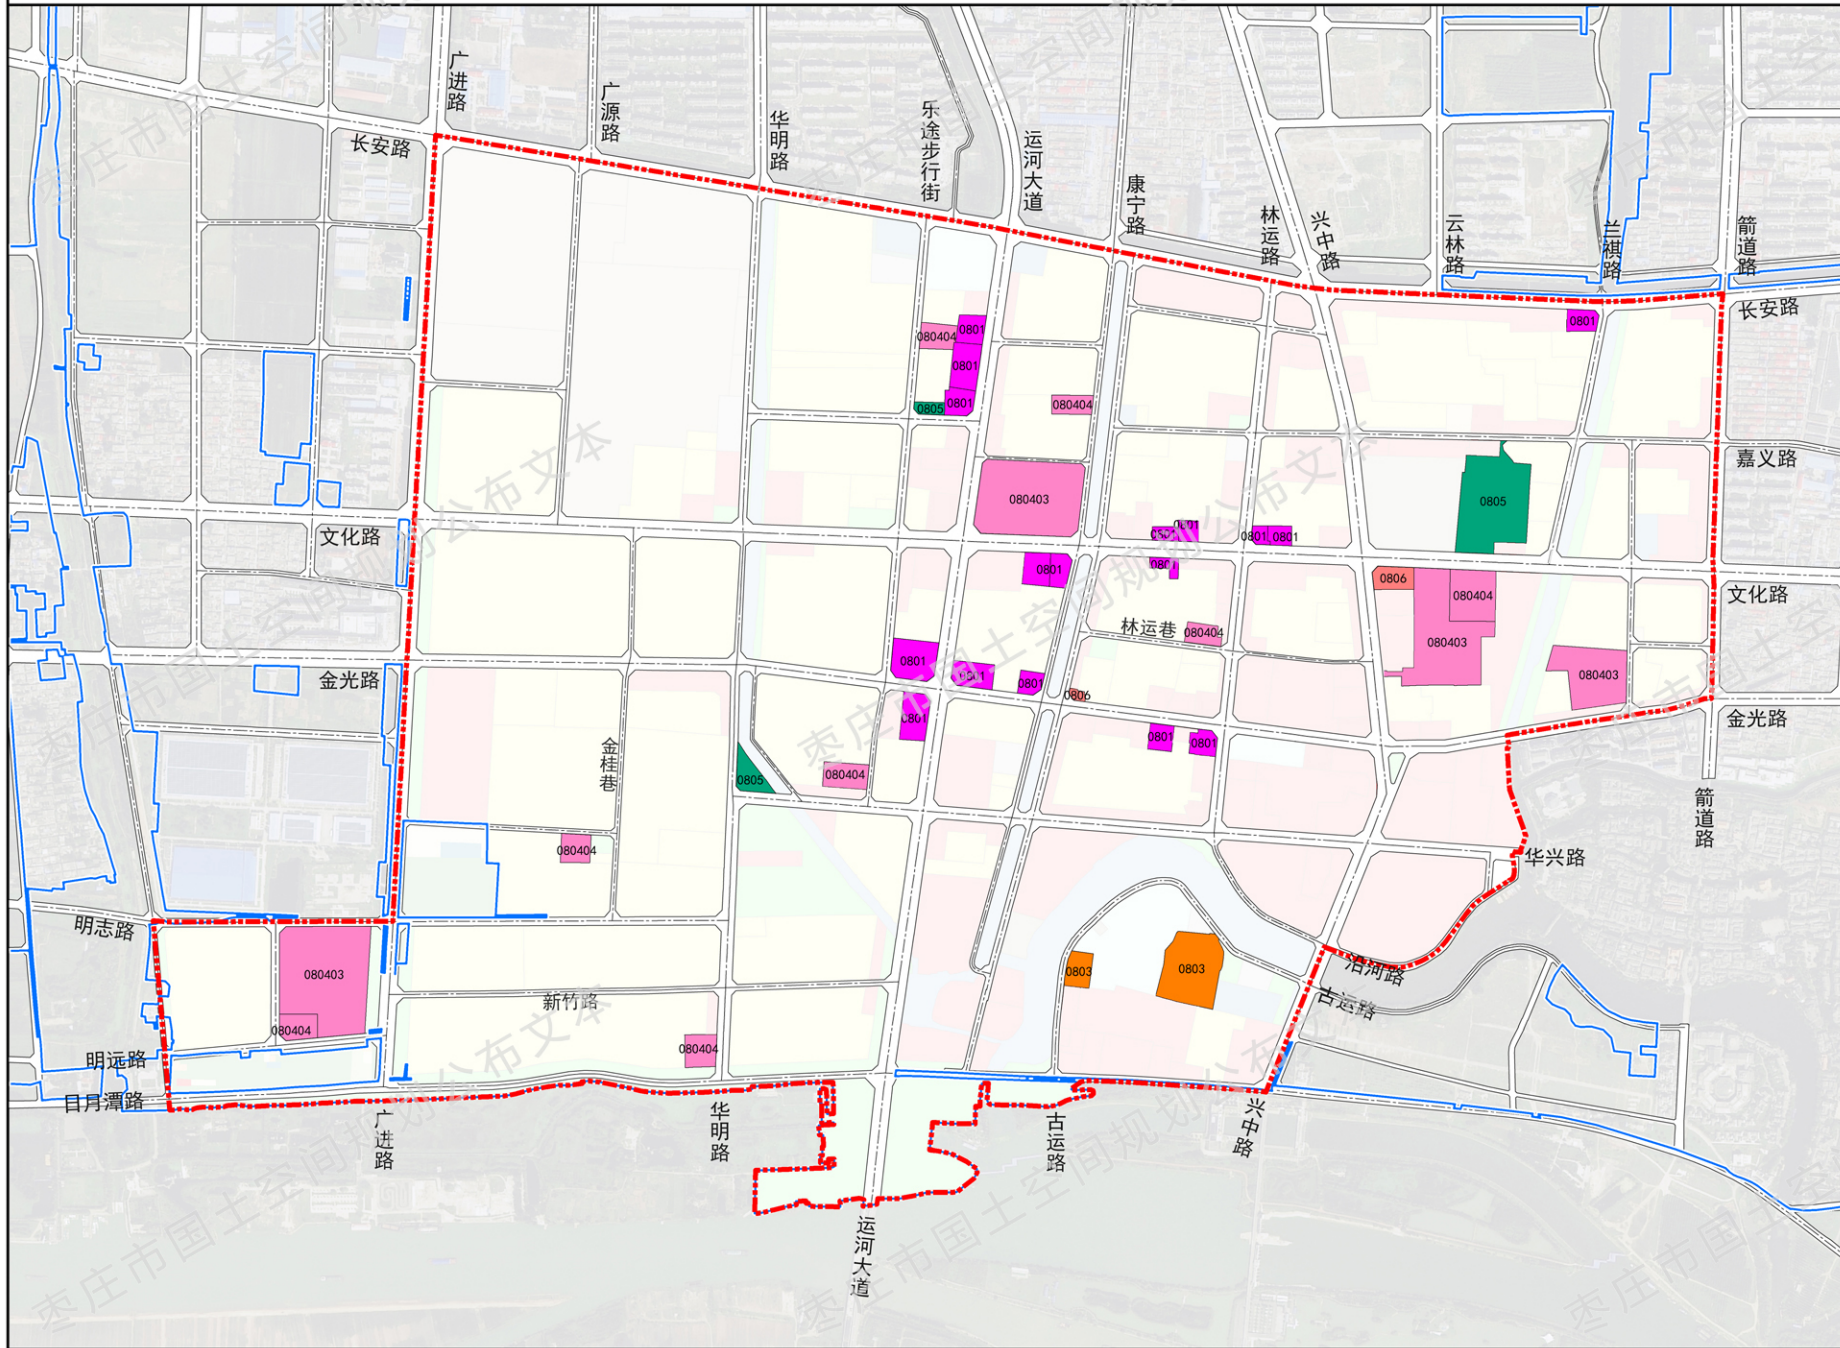 广进路
广源路
华明路
乐途步行街
运河大道
康宁路
林运路
兴中路
云林路
兰祺路
箭道路
长安路
长安路
0801
080404
0801
0801
0801
0805
080404
嘉义路
080403
0805
文化路
0801
0801
0801
0801
0801
0801
0806
080404
文化路
林运巷
080404
080403
金光路
0801
0801
0801
0806
080403
金光路
0801
0801
0801
金桂巷
0805
080404
箭道路
080404
华兴路
明志路
080403
0803
0803
沿河路
古运路
新竹路
080404
080404
明远路
日月潭路
广进路
华明路
古运路
兴中路
运河大道
枣庄市国土空间规划公布文本